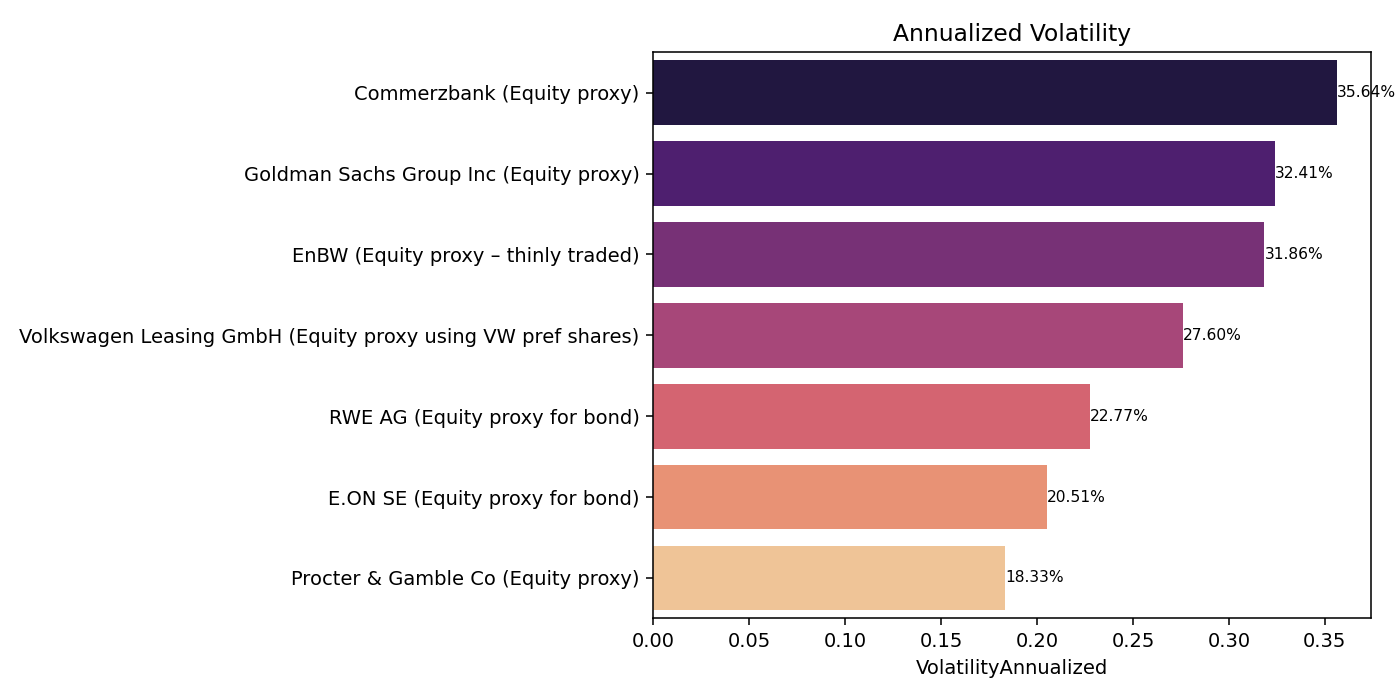 Annualized Volatility
Commerzbank (Equity proxy)
35.64%
Goldman Sachs Group Inc (Equity proxy)
32.41%
EnBW (Equity proxy – thinly traded)
31.86%
Volkswagen Leasing GmbH (Equity proxy using VW pref shares)
27.60%
RWE AG (Equity proxy for bond)
22.77%
E.ON SE (Equity proxy for bond)
20.51%
Procter & Gamble Co (Equity proxy)
18.33%
0.00 0.05 0.10 0.15 0.20 0.25 0.30 0.35
VolatilityAnnualized